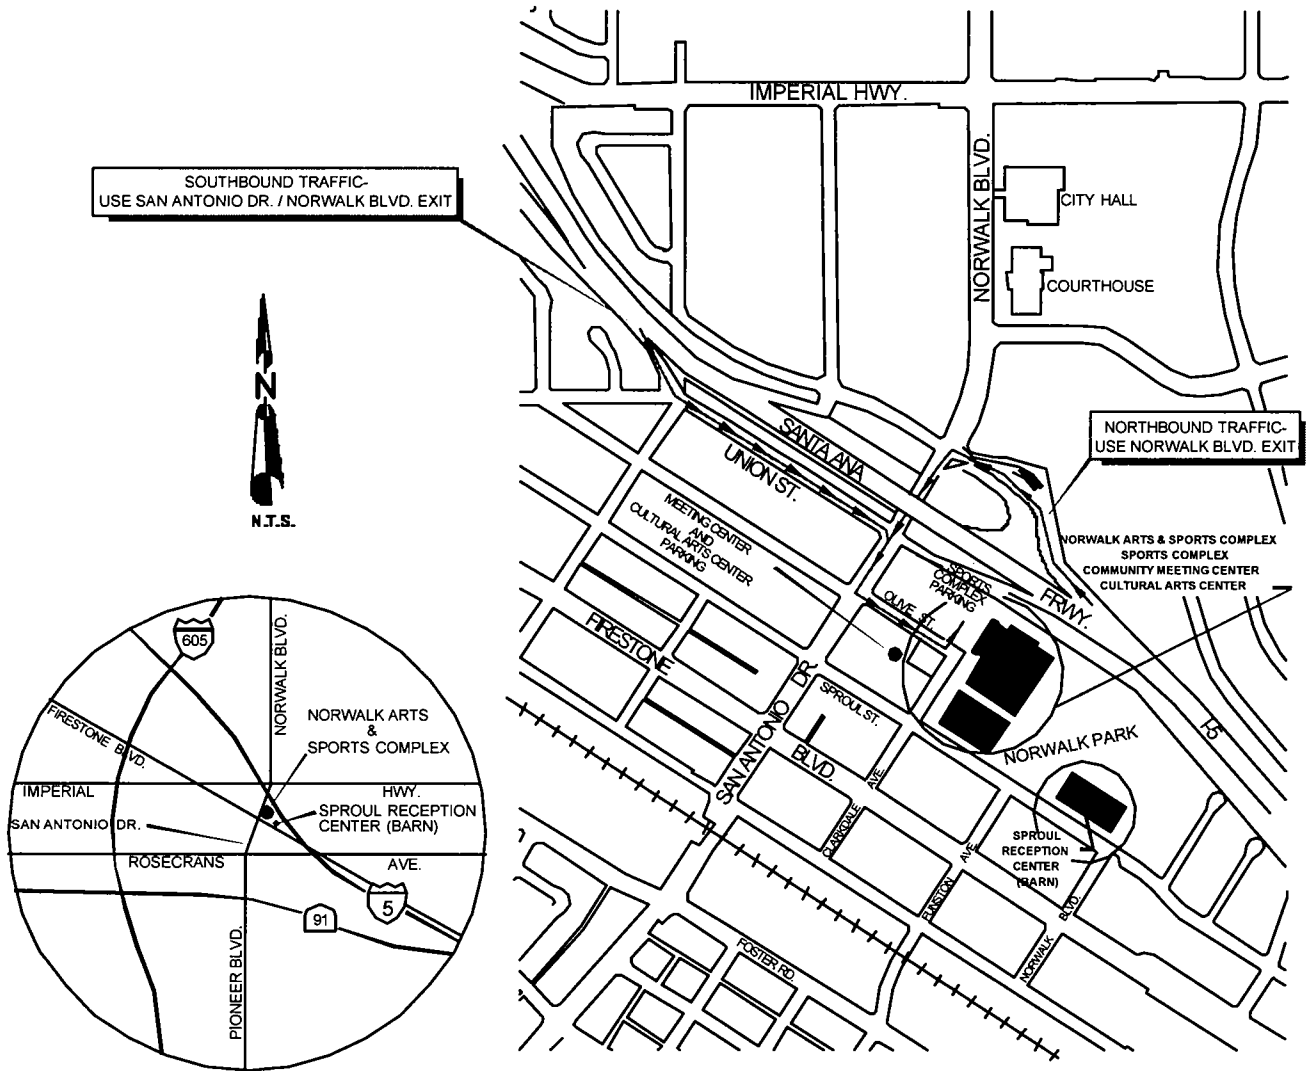 IMPERIAL HWY.
NORWALK BLVD.
SOUTHBOUND TRAFFIC-
USE SAN ANTONIO DR. / NORWALK BLVD. EXIT
CITY HALL
COURTHOUSE
N
N.T.S.
NORTHBOUND TRAFFIC-
USE NORWALK BLVD. EXIT
SANTA ANA
FRWY.
I-5
UNION ST.
MEETING CENTER
AND
CULTURAL ARTS CENTER
PARKING
NORWALK ARTS & SPORTS COMPLEX
SPORTS COMPLEX
COMMUNITY MEETING CENTER
CULTURAL ARTS CENTER
SPORTS
COMPLEX
PARKING
OLIVE ST.
FIRESTONE
BLVD.
SAN ANTONIO DR
SPROUL ST.
NORWALK PARK
CLARKDALE
AVE.
FUNSTON
AVE.
NORWALK
BLVD.
SPROUL
RECEPTION
CENTER
(BARN)
FOSTER RD.
605
NORWALK BLVD.
FIRESTONE BLVD.
NORWALK ARTS
&
SPORTS COMPLEX
IMPERIAL
HWY.
SPROUL RECEPTION
CENTER (BARN)
SAN ANTONIO DR.
ROSECRANS
AVE.
5
91
PIONEER BLVD.